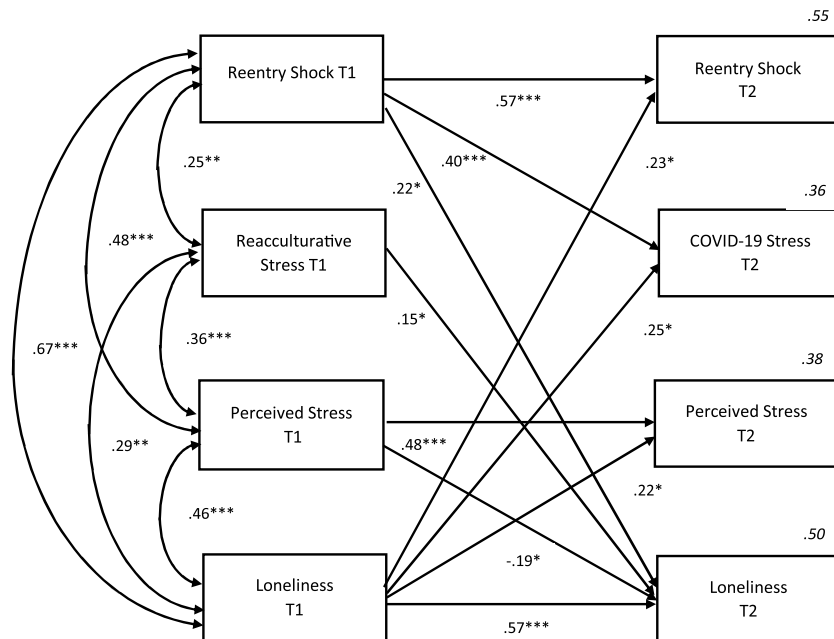 .55
Reentry Shock T1
Reentry Shock
T2
.57***
.25**
.40***
.23*
.22*
.36
Reacculturative
Stress T1
COVID-19 Stress
T2
.48***
.15*
.25*
.67***
.36***
.38
Perceived Stress
T1
Perceived Stress
T2
.29**
.48***
.22*
.46***
.50
-.19*
Loneliness
T1
Loneliness
T2
.57***